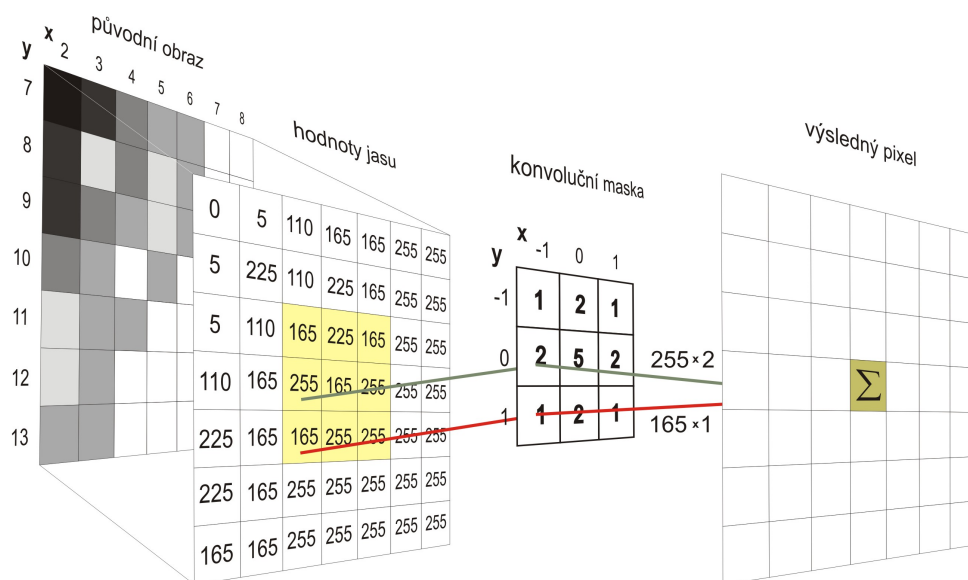 původní obraz
x 2 3 4 5 6 7 8
y
7
8
9
10
11
12
13
hodnoty jasu
0 5 110 165 165 255 255
5 225 110 225 165 255 255
5 110 165 225 165 255 255
110 165 255 165 255 255 255
225 165 165 255 255 255 255
225 165 255 255 255 255 255
165 165 255 255 255 255 255
konvoluční maska
x -1 0 1
y
-1 1 2 1
0 2 5 2
1 1 2 1
255×2
165×1
výsledný pixel
Σ